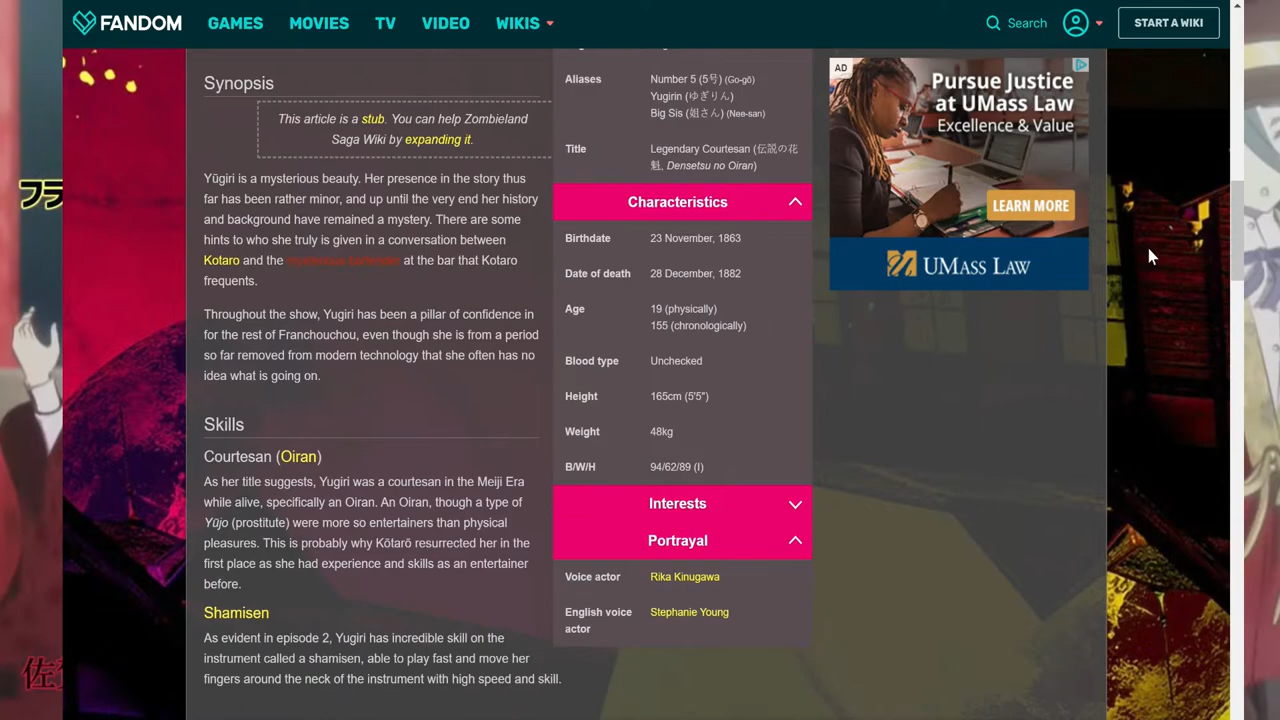 FANDOM
GAMES
MOVIES
TV
VIDEO
WIKIS
Search
START A WIKI
Synopsis
This article is a stub. You can help Zombieland
Saga Wiki by expanding it.
Yūgiri is a mysterious beauty. Her presence in the story thus
far has been rather minor, and up until the very end her history
and background have remained a mystery. There are some
hints to who she truly is given in a conversation between
Kotaro and the mysterious bartender at the bar that Kotaro
frequents.
Throughout the show, Yugiri has been a pillar of confidence in
for the rest of Franchouchou, even though she is from a period
so far removed from modern technology that she often has no
idea what is going on.
Skills
Courtesan (Oiran)
As her title suggests, Yugiri was a courtesan in the Meiji Era
while alive, specifically an Oiran. An Oiran, though a type of
Yūjo (prostitute) were more so entertainers than physical
pleasures. This is probably why Kōtarō resurrected her in the
first place as she had experience and skills as an entertainer
before.
Shamisen
As evident in episode 2, Yugiri has incredible skill on the
instrument called a shamisen, able to play fast and move her
fingers around the neck of the instrument with high speed and skill.
Aliases
Number 5 (5号) (Go-gō)
Yugirin (ゆぎりん)
Big Sis (姐さん) (Nee-san)
Title
Legendary Courtesan (伝説の花
魁, Densetsu no Oiran)
Characteristics
Birthdate
23 November, 1863
Date of death
28 December, 1882
Age
19 (physically)
155 (chronologically)
Blood type
Unchecked
Height
165cm (5'5")
Weight
48kg
B/W/H
94/62/89 (I)
Interests
Portrayal
Voice actor
Rika Kinugawa
English voice
actor
Stephanie Young
AD
Pursue Justice
at UMass Law
Excellence & Value
LEARN MORE
UMASS LAW
フラ